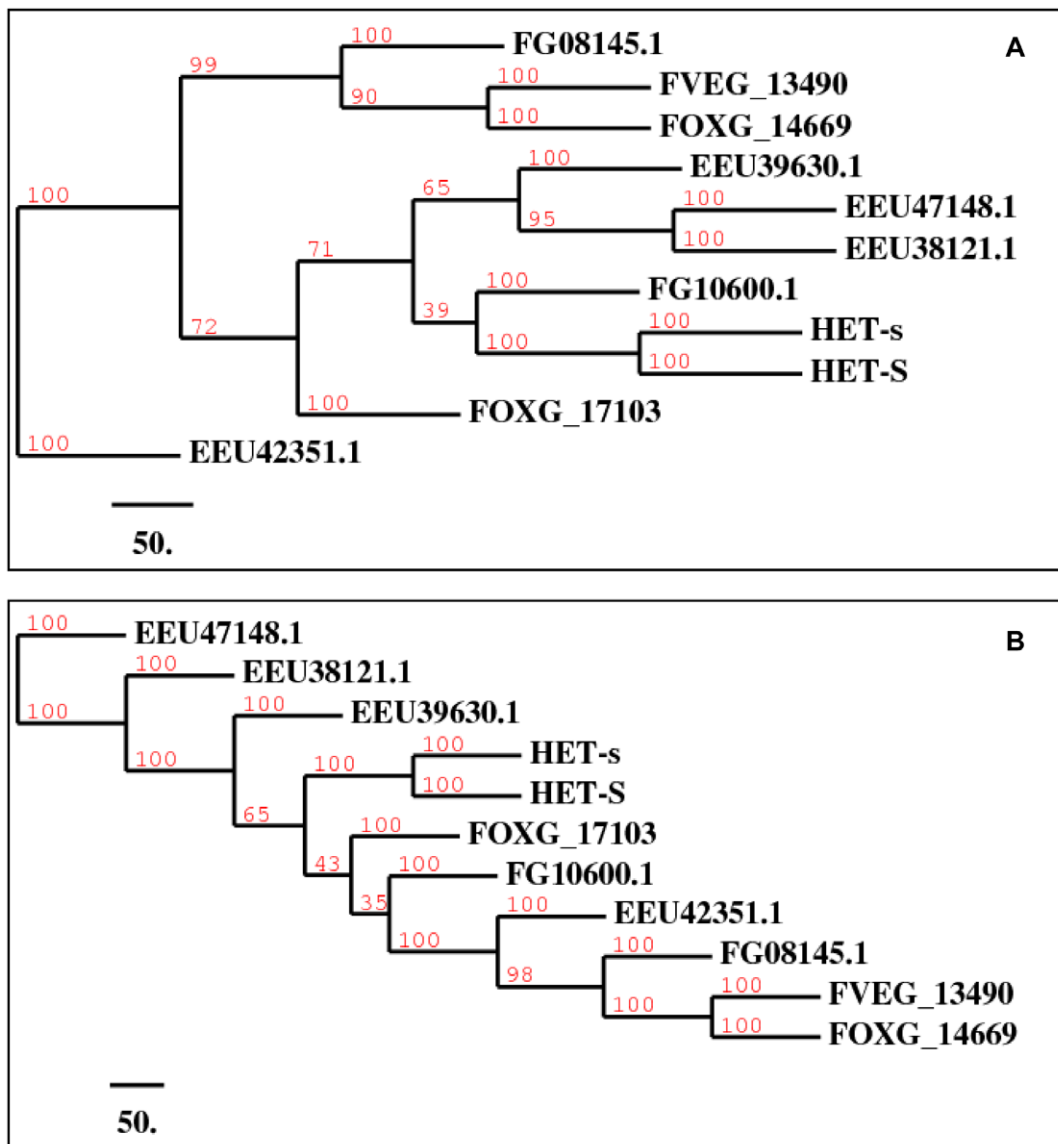 A
100 FG08145.1
99
100 FVEG_13490
90
100 FOXG_14669
100 EEU39630.1
100
65
100 EEU47148.1
95
100 EEU38121.1
71
100 FG10600.1
39
100 HET-s
72
100
100 HET-S
100 FOXG_17103
100 EEU42351.1
50.
B
100 EEU47148.1
100 EEU38121.1
100
100 EEU39630.1
100
100 HET-s
100
100 HET-S
65
100 FOXG_17103
43
100 FG10600.1
35
100 EEU42351.1
100
100 FG08145.1
98
100 FVEG_13490
100
100 FOXG_14669
50.